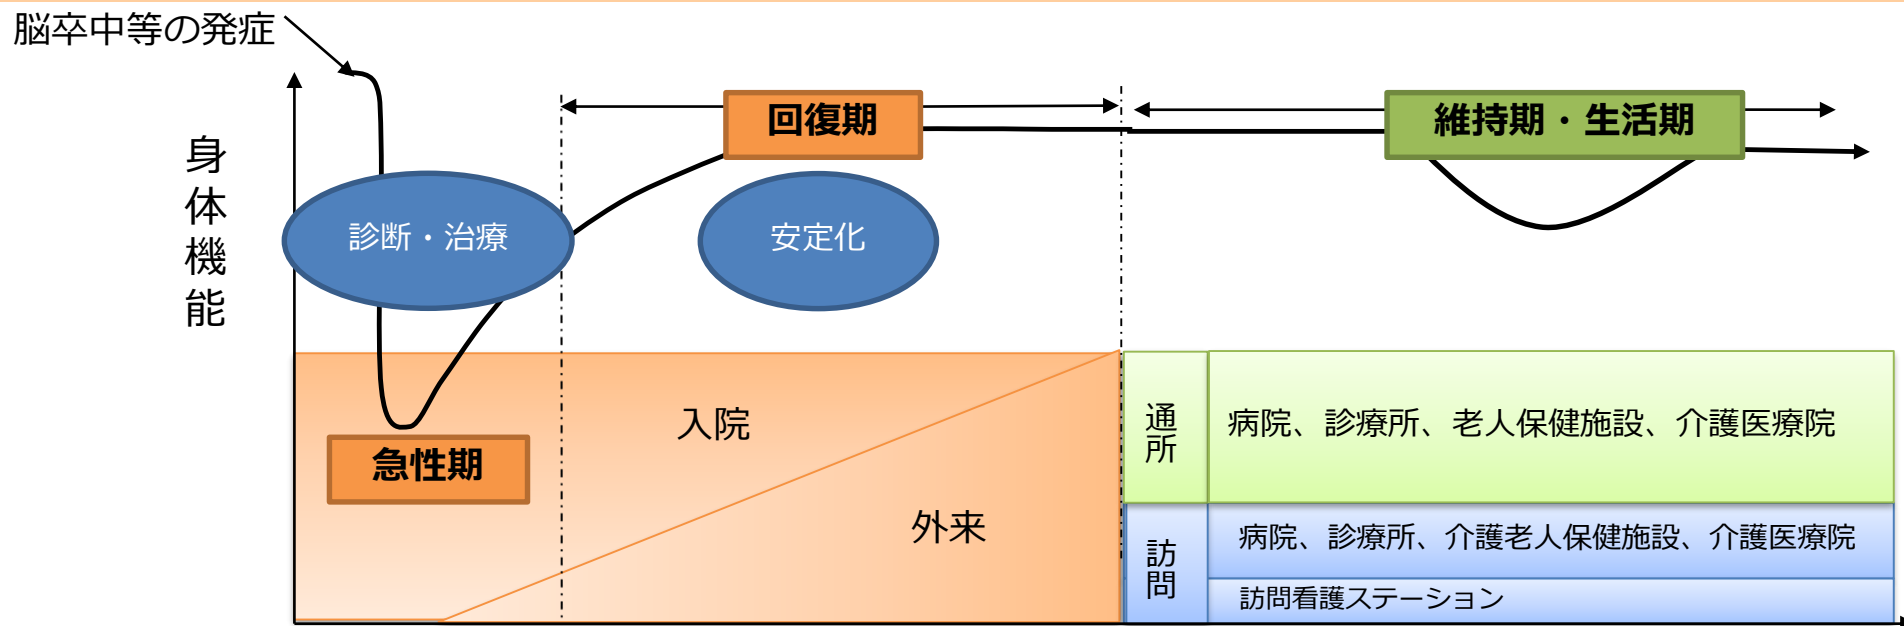 脳卒中等の発症
身体機能
回復期
維持期・生活期
診断・治療
安定化
急性期
入院
外来
通所
病院、診療所、老人保健施設、介護医療院
訪問
病院、診療所、介護老人保健施設、介護医療院
訪問看護ステーション